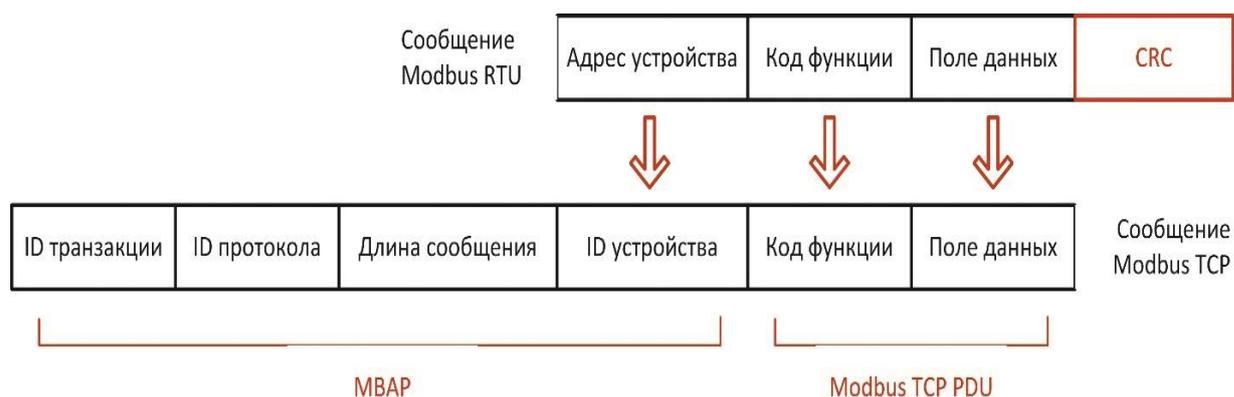 Сообщение
Modbus RTU
Адрес устройства
Код функции
Поле данных
CRC
ID транзакции
ID протокола
Длина сообщения
ID устройства
Код функции
Поле данных
Сообщение
Modbus TCP
MBAP
Modbus TCP PDU